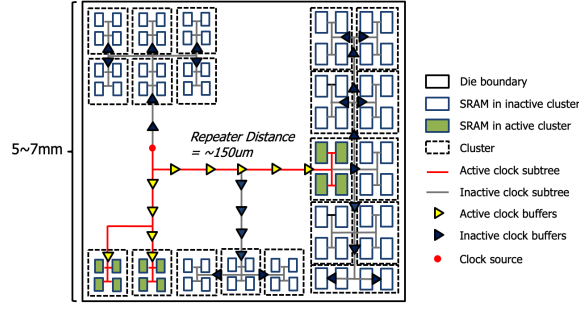 5~7mm
Repeater Distance
= ~150um
Die boundary
SRAM in inactive cluster
SRAM in active cluster
Cluster
Active clock subtree
Inactive clock subtree
Active clock buffers
Inactive clock buffers
Clock source